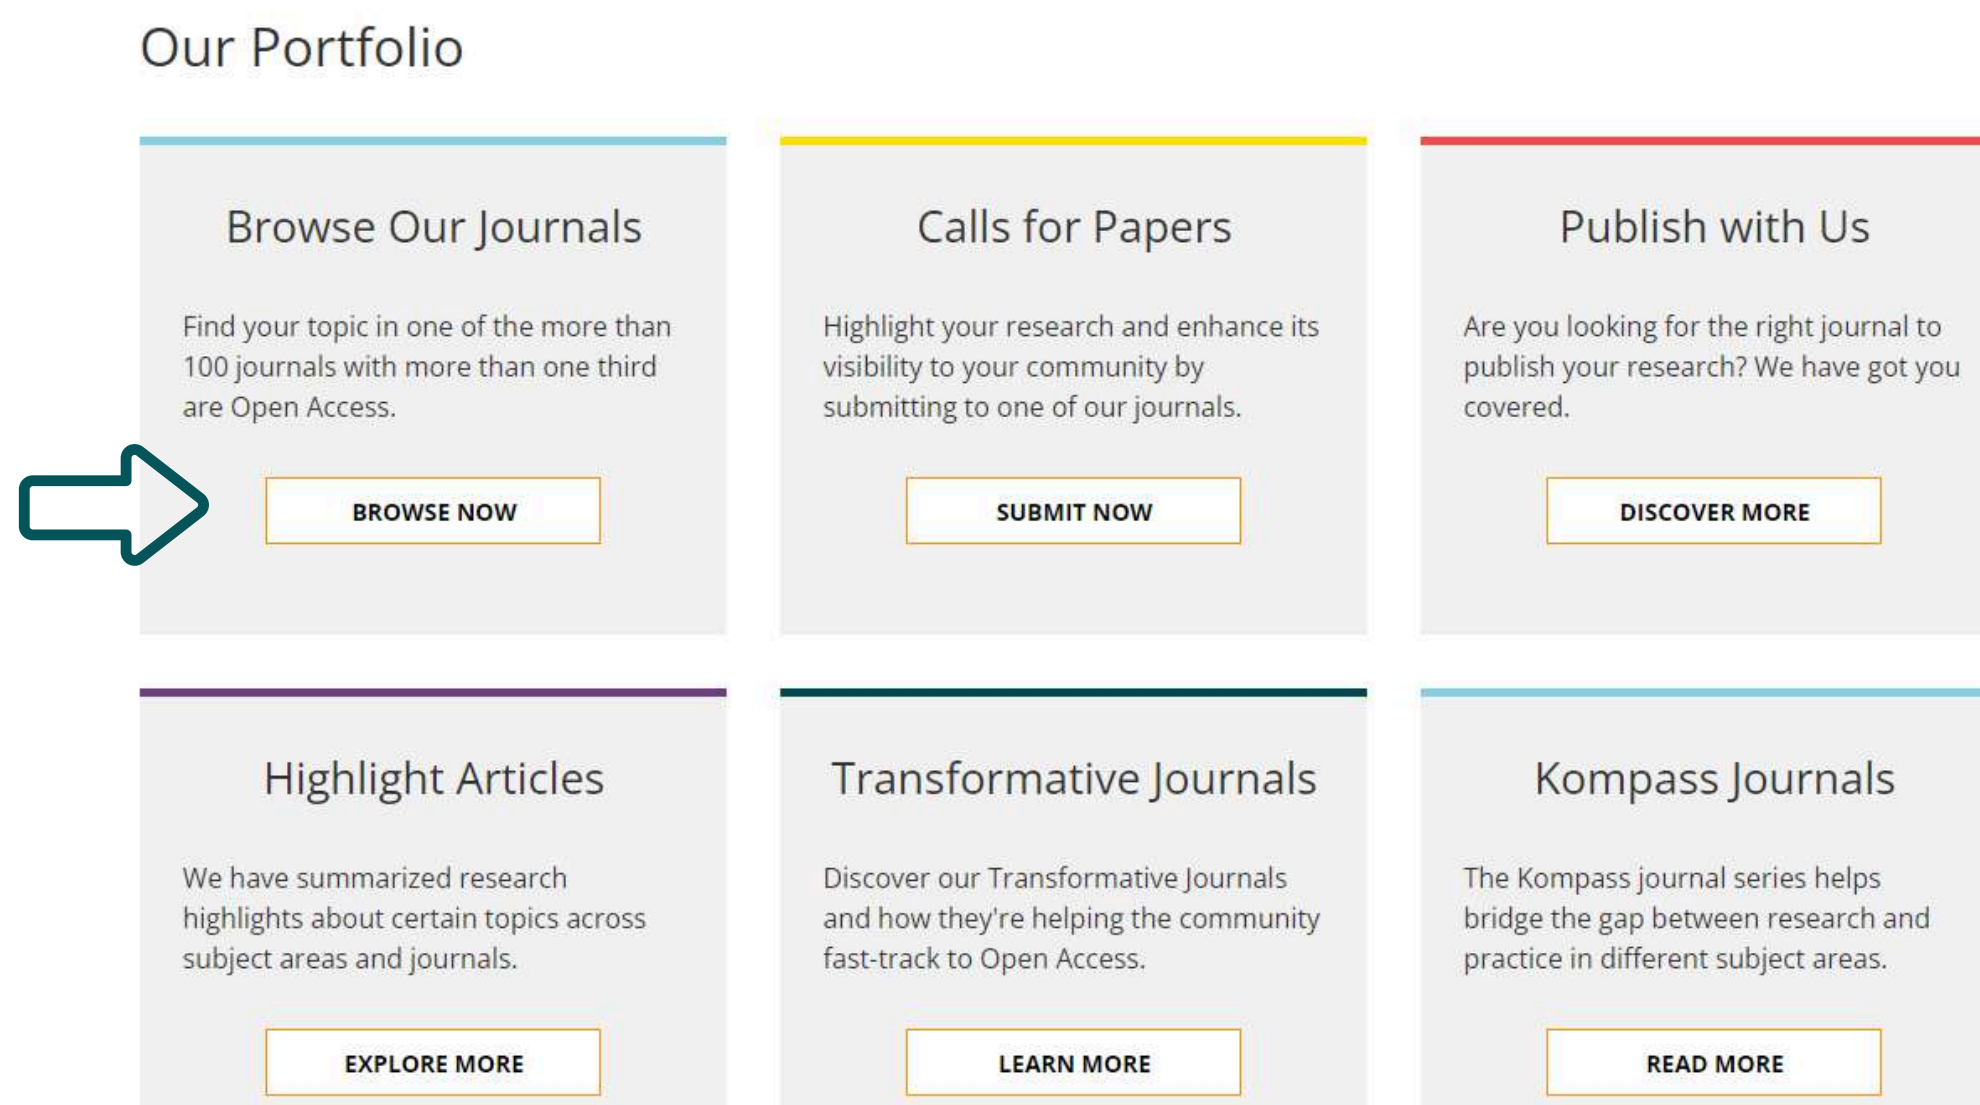 Our Portfolio
Browse Our Journals
Find your topic in one of the more than
100 journals with more than one third
are Open Access.
BROWSE NOW
Calls for Papers
Highlight your research and enhance its
visibility to your community by
submitting to one of our journals.
SUBMIT NOW
Publish with Us
Are you looking for the right journal to
publish your research? We have got you
covered.
DISCOVER MORE
Highlight Articles
We have summarized research
highlights about certain topics across
subject areas and journals.
EXPLORE MORE
Transformative Journals
Discover our Transformative Journals
and how they're helping the community
fast-track to Open Access.
LEARN MORE
Kompass Journals
The Kompass journal series helps
bridge the gap between research and
practice in different subject areas.
READ MORE